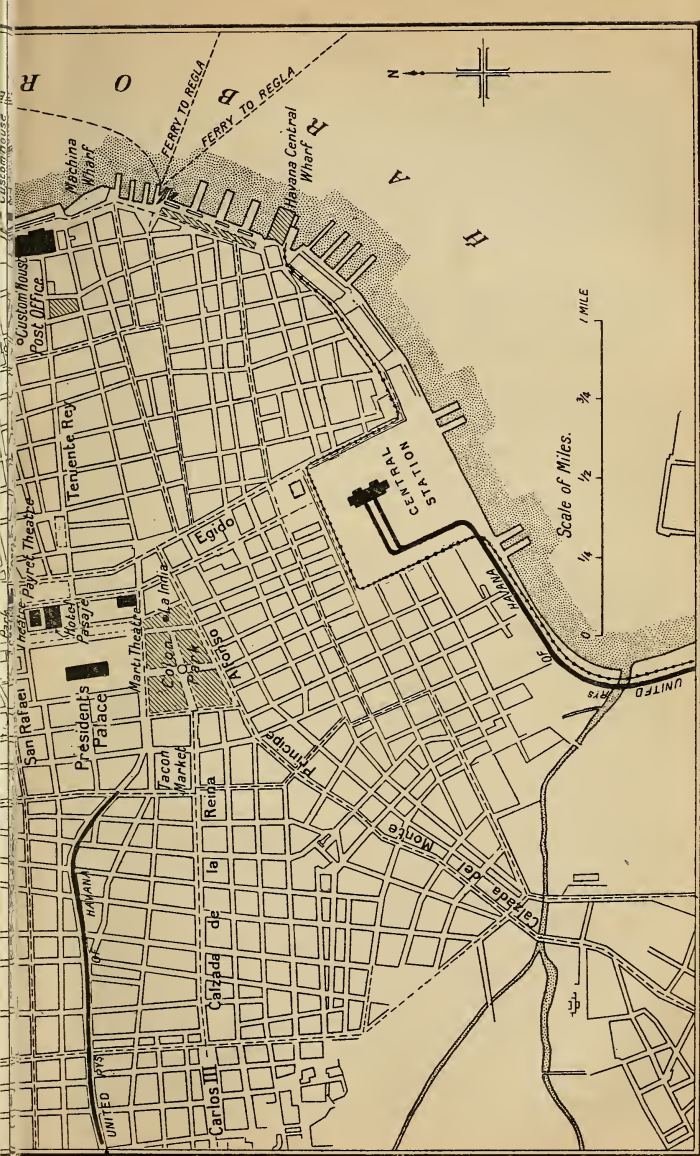 HARBOR
FERRY TO REGLA
FERRY TO REGLA
N
Machina
Wharf
Havana Central
Wharf
Custom House
Post Office
Teniente Rey
Payret Theatre
Hotel
Pasaje
Marti Theatre
La India
Colon
Park
Egido
CENTRAL
STATION
Scale of Miles.
0 1/4 1/2 3/4 1 MILE
San Rafael
President's
Palace
Tacon
Market
Principe Alfonso
Calzada de la Reina
Carlos III
Calzada del Monte
UNITED RYS OF HAVANA
UNITED RYS OF HAVANA